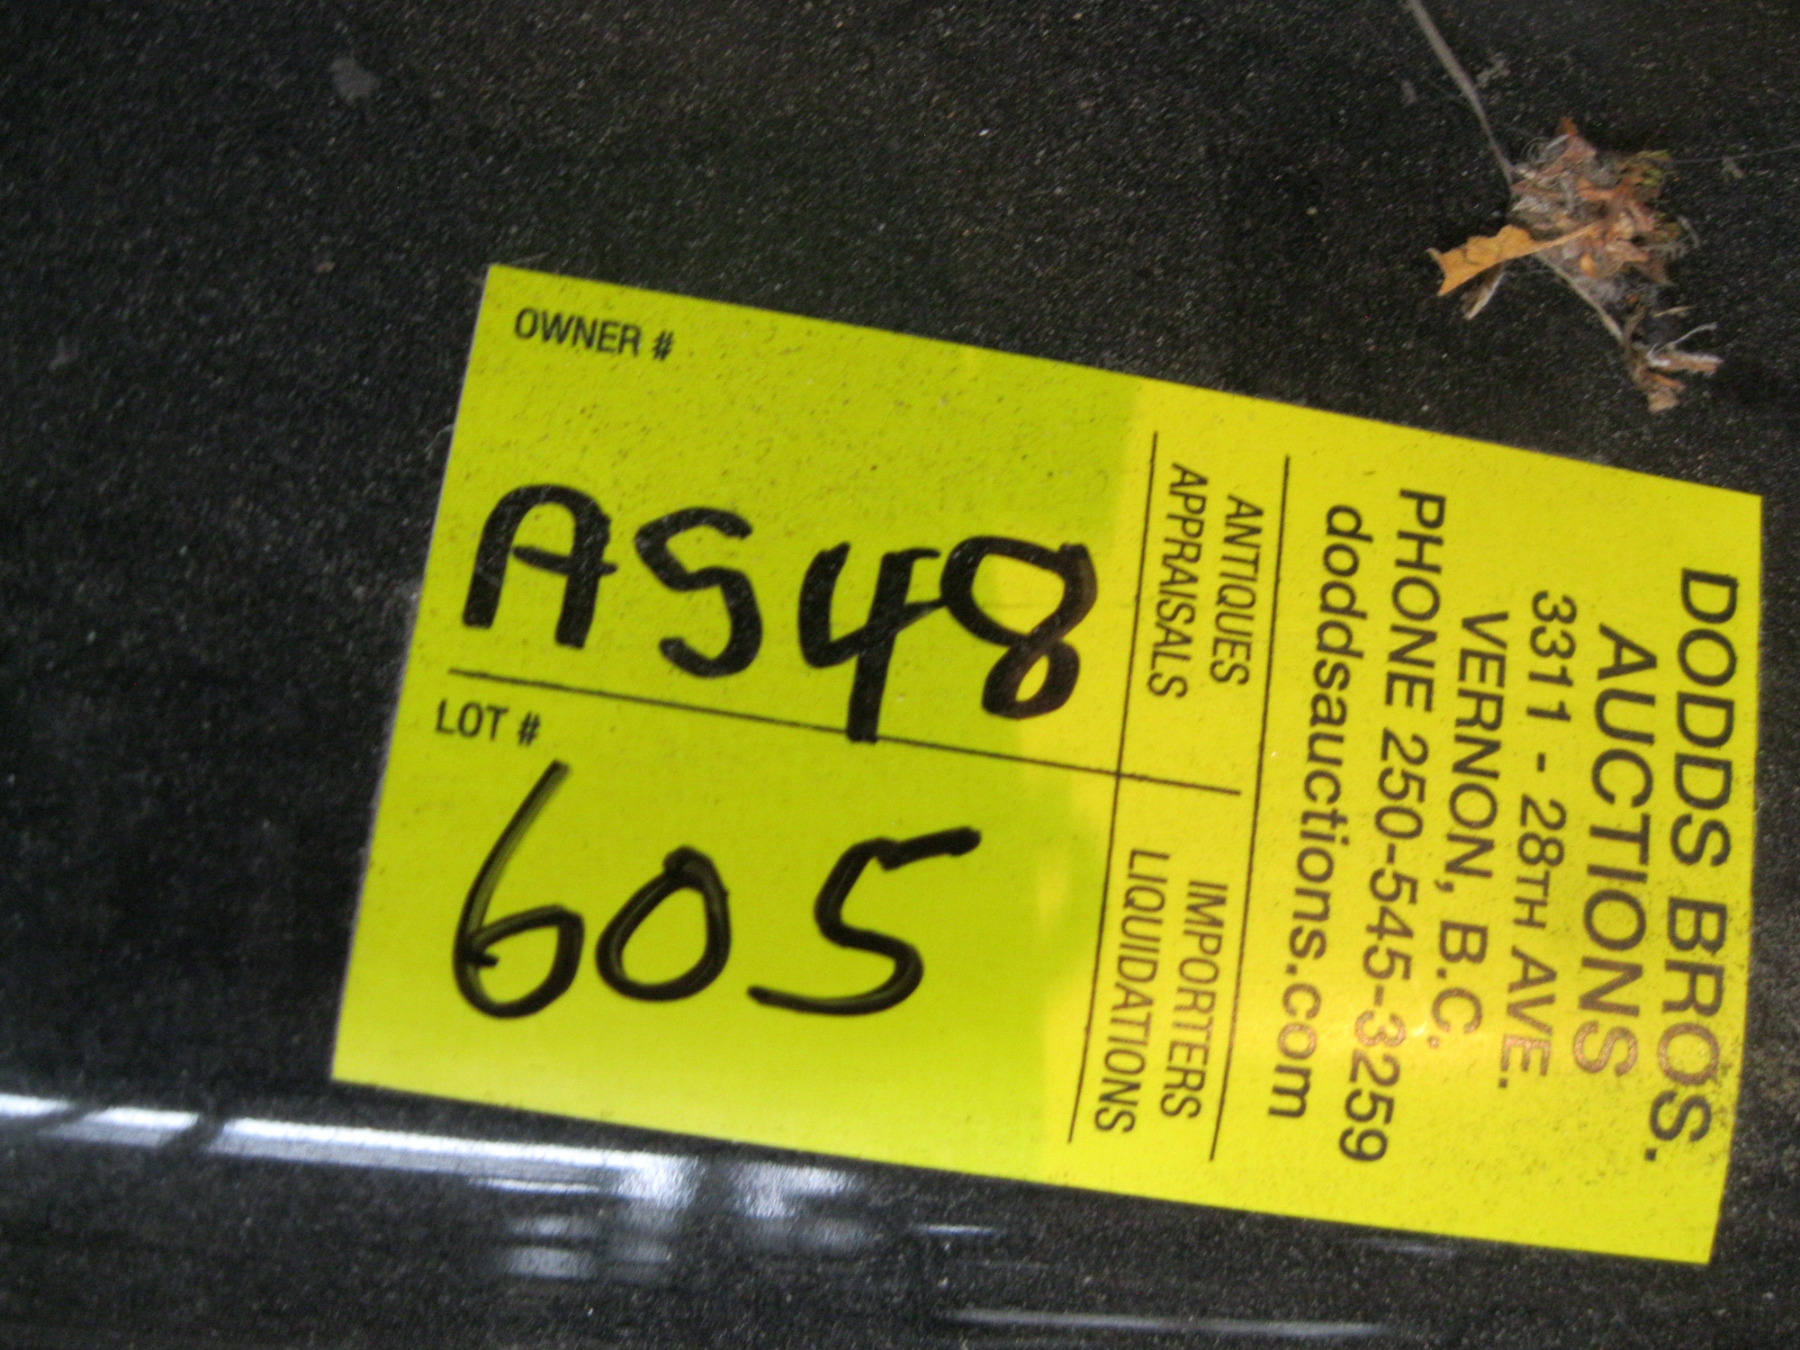 OWNER #
AS48
LOT #
605
ANTIQUES
APPRAISALS
IMPORTERS
LIQUIDATIONS
DODDS BROS.
AUCTIONS
3311 - 28TH AVE.
VERNON, B.C.
PHONE 250-545-3259
doddsauctions.com